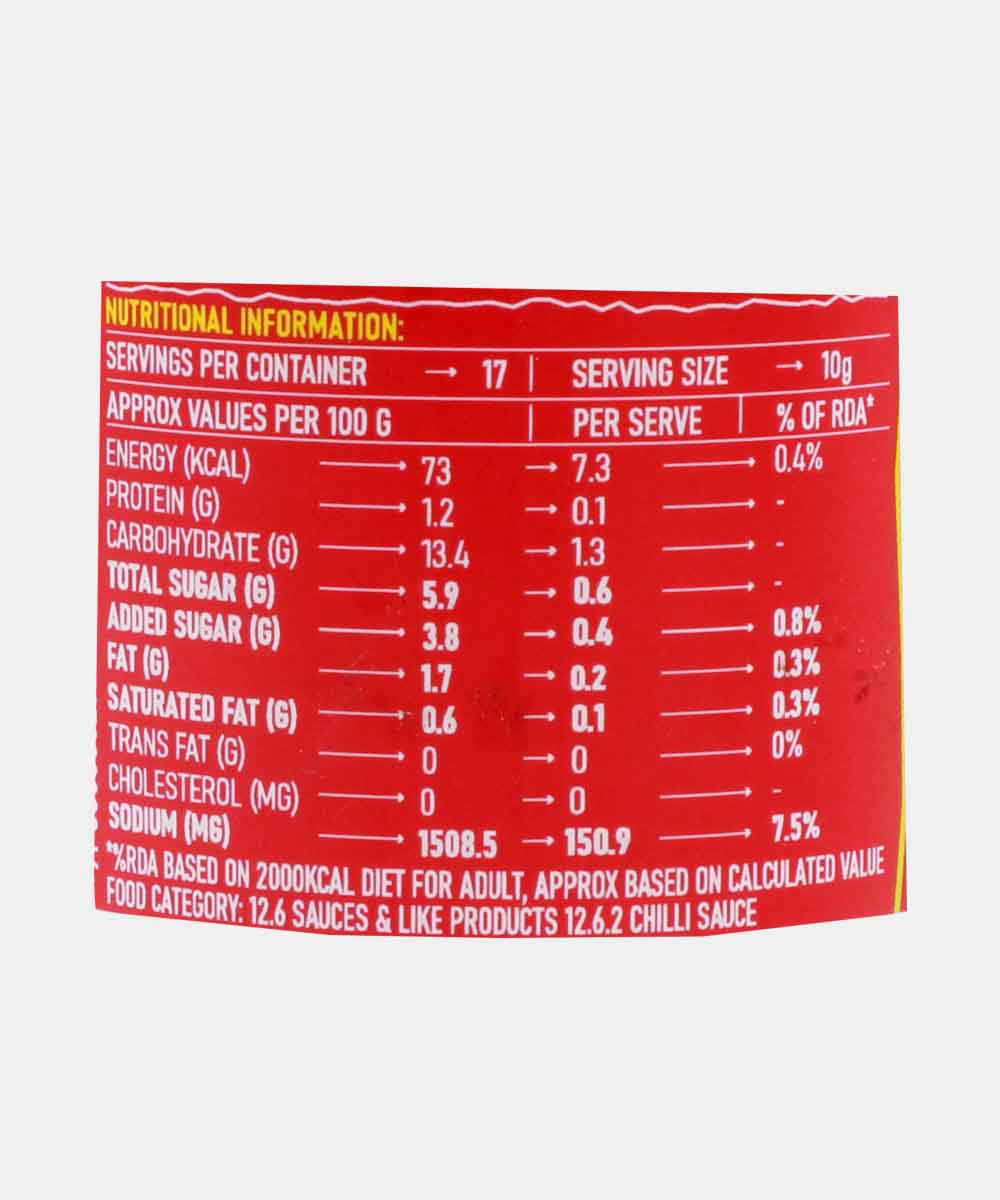 NUTRITIONAL INFORMATION:
SERVINGS PER CONTAINER → 17 | SERVING SIZE → 10g
APPROX VALUES PER 100 G | PER SERVE | % OF RDA*
ENERGY (KCAL) → 73 → 7.3 → 0.4%
PROTEIN (G) → 1.2 → 0.1 → -
CARBOHYDRATE (G) → 13.4 → 1.3 → -
TOTAL SUGAR (G) → 5.9 → 0.6 → -
ADDED SUGAR (G) → 3.8 → 0.4 → 0.8%
FAT (G) → 1.7 → 0.2 → 0.3%
SATURATED FAT (G) → 0.6 → 0.1 → 0.3%
TRANS FAT (G) → 0 → 0 → 0%
CHOLESTEROL (MG) → 0 → 0 → -
SODIUM (MG) → 1508.5 → 150.9 → 7.5%
*%RDA BASED ON 2000KCAL DIET FOR ADULT, APPROX BASED ON CALCULATED VALUE
FOOD CATEGORY: 12.6 SAUCES & LIKE PRODUCTS 12.6.2 CHILLI SAUCE